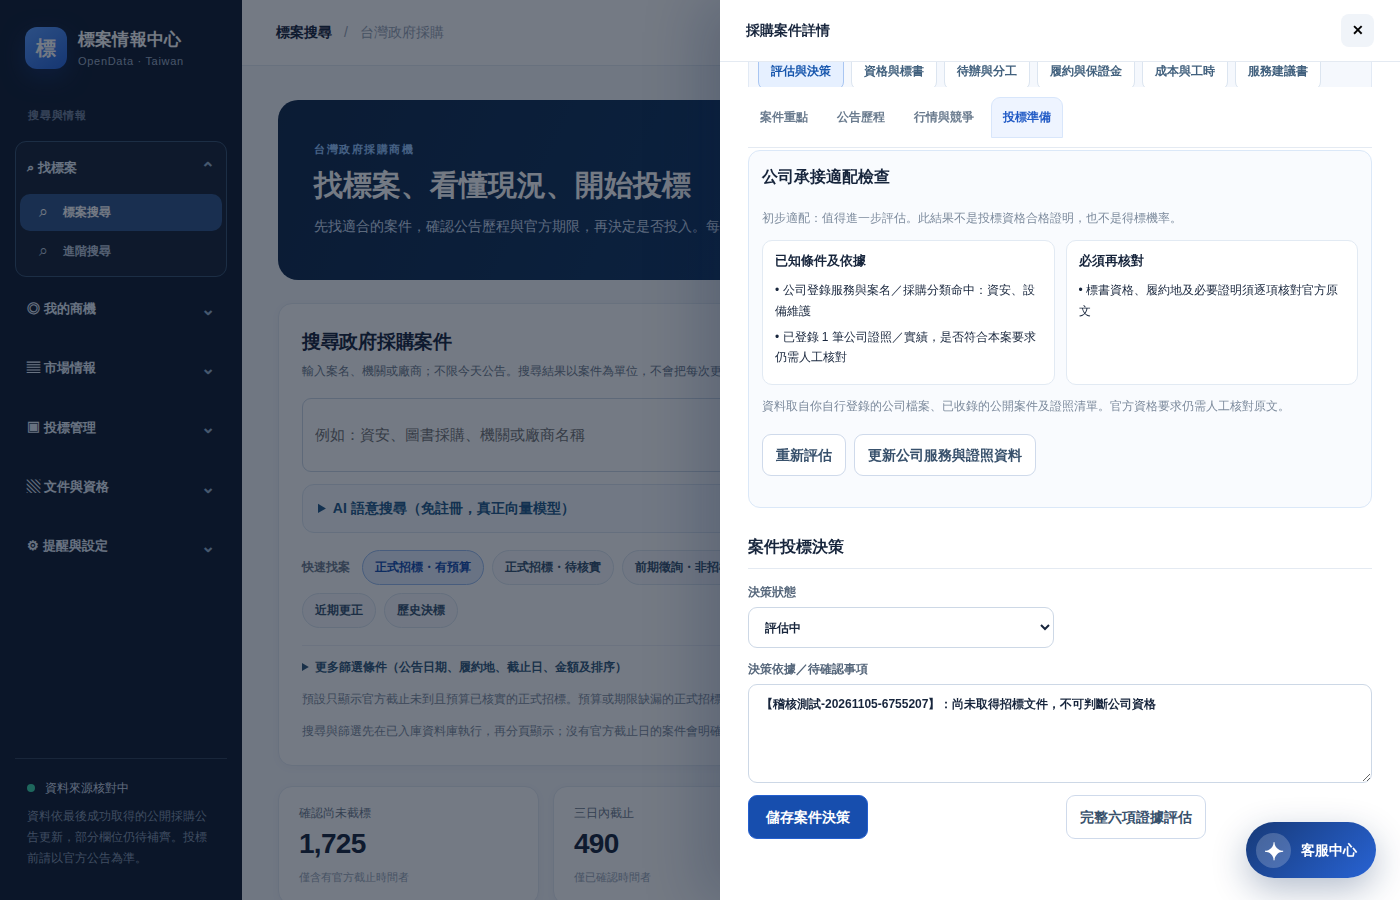 標
標案情報中心
OpenData · Taiwan
搜尋與情報
找標案
標案搜尋
進階搜尋
我的商機
市場情報
投標管理
文件與資格
提醒與設定
資料來源核對中
資料依最後成功取得的公開採購公
告更新，部分欄位仍待補齊。投標
前請以官方公告為準。
標案搜尋 / 台灣政府採購
台灣政府採購商機
找標案、看懂現況、開始投標
先找適合的案件，確認公告歷程與官方期限，再決定是否投入。每
搜尋政府採購案件
輸入案名、機關或廠商；不限今天公告。搜尋結果以案件為單位，不會把每次更
例如：資安、圖書採購、機關或廠商名稱
▶ AI 語意搜尋（免註冊，真正向量模型）
快速找案 正式招標・有預算 正式招標・待核實 前期徵詢・非招
近期更正 歷史決標
▶ 更多篩選條件（公告日期、履約地、截止日、金額及排序）
預設只顯示官方截止未到且預算已核實的正式招標。預算或期限缺漏的正式招標
搜尋與篩選先在已入庫資料庫執行，再分頁顯示；沒有官方截止日的案件會明確
確認尚未截標
1,725
僅含有官方截止時間者
三日內截止
490
僅已確認時間者
採購案件詳情
×
評估與決策 資格與標書 待辦與分工 履約與保證金 成本與工時 服務建議書
案件重點 公告歷程 行情與競爭 投標準備
公司承接適配檢查
初步適配：值得進一步評估。此結果不是投標資格合格證明，也不是得標機率。
已知條件及依據
• 公司登錄服務與案名／採購分類命中：資安、設
備維護
• 已登錄 1 筆公司證照／實績，是否符合本案要求
仍需人工核對
必須再核對
• 標書資格、履約地及必要證明須逐項核對官方原
文
資料取自你自行登錄的公司檔案、已收錄的公開案件及證照清單。官方資格要求仍需人工核對原文。
重新評估 更新公司服務與證照資料
案件投標決策
決策狀態
評估中
決策依據／待確認事項
【稽核測試-20261105-6755207】：尚未取得招標文件，不可判斷公司資格
儲存案件決策 完整六項證據評估
客服中心